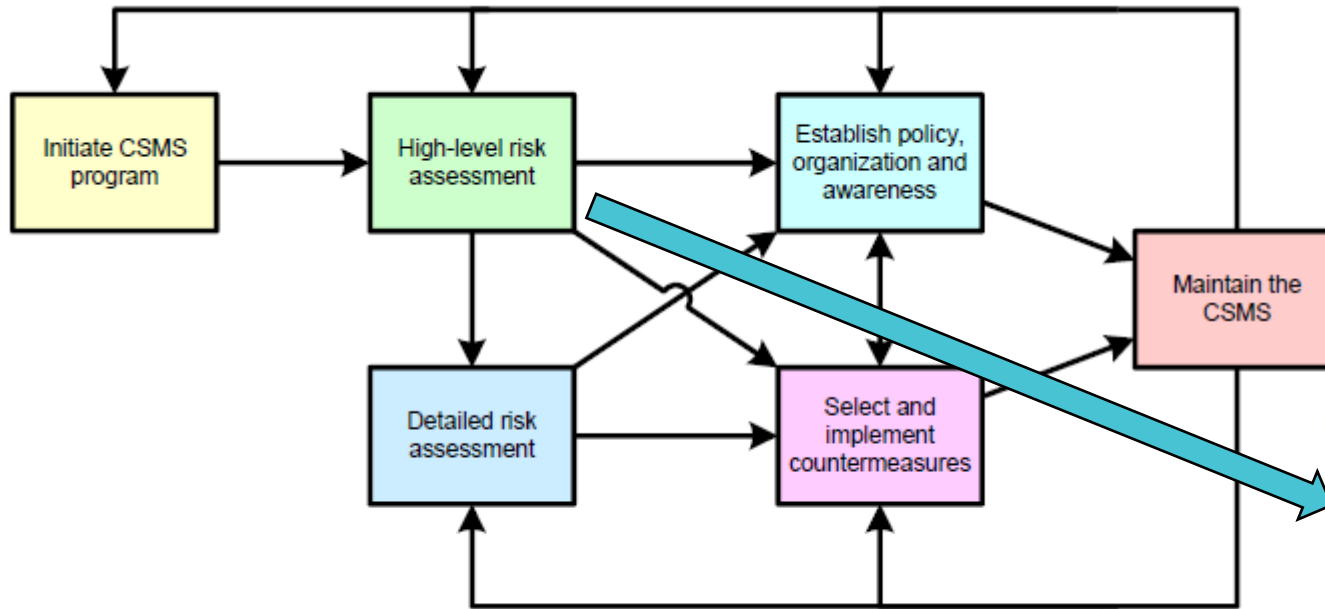 Initiate CSMS
program
High-level risk
assessment
Establish policy,
organization and
awareness
Maintain the
CSMS
Detailed risk
assessment
Select and
implement
countermeasures